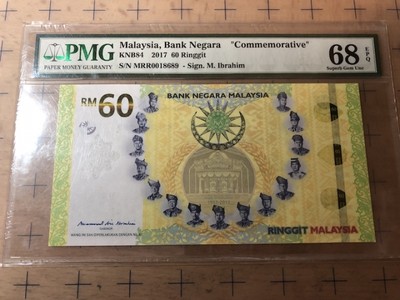 PMG
PAPER MONEY GUARANTY
Malaysia, Bank Negara "Commemorative"
KNB84 2017 60 Ringgit
S/N MRR0018689 - Sign. M. Ibrahim
68 EPQ
Superb Gem Unc
RM60
BANK NEGARA MALAYSIA
RINGGIT MALAYSIA